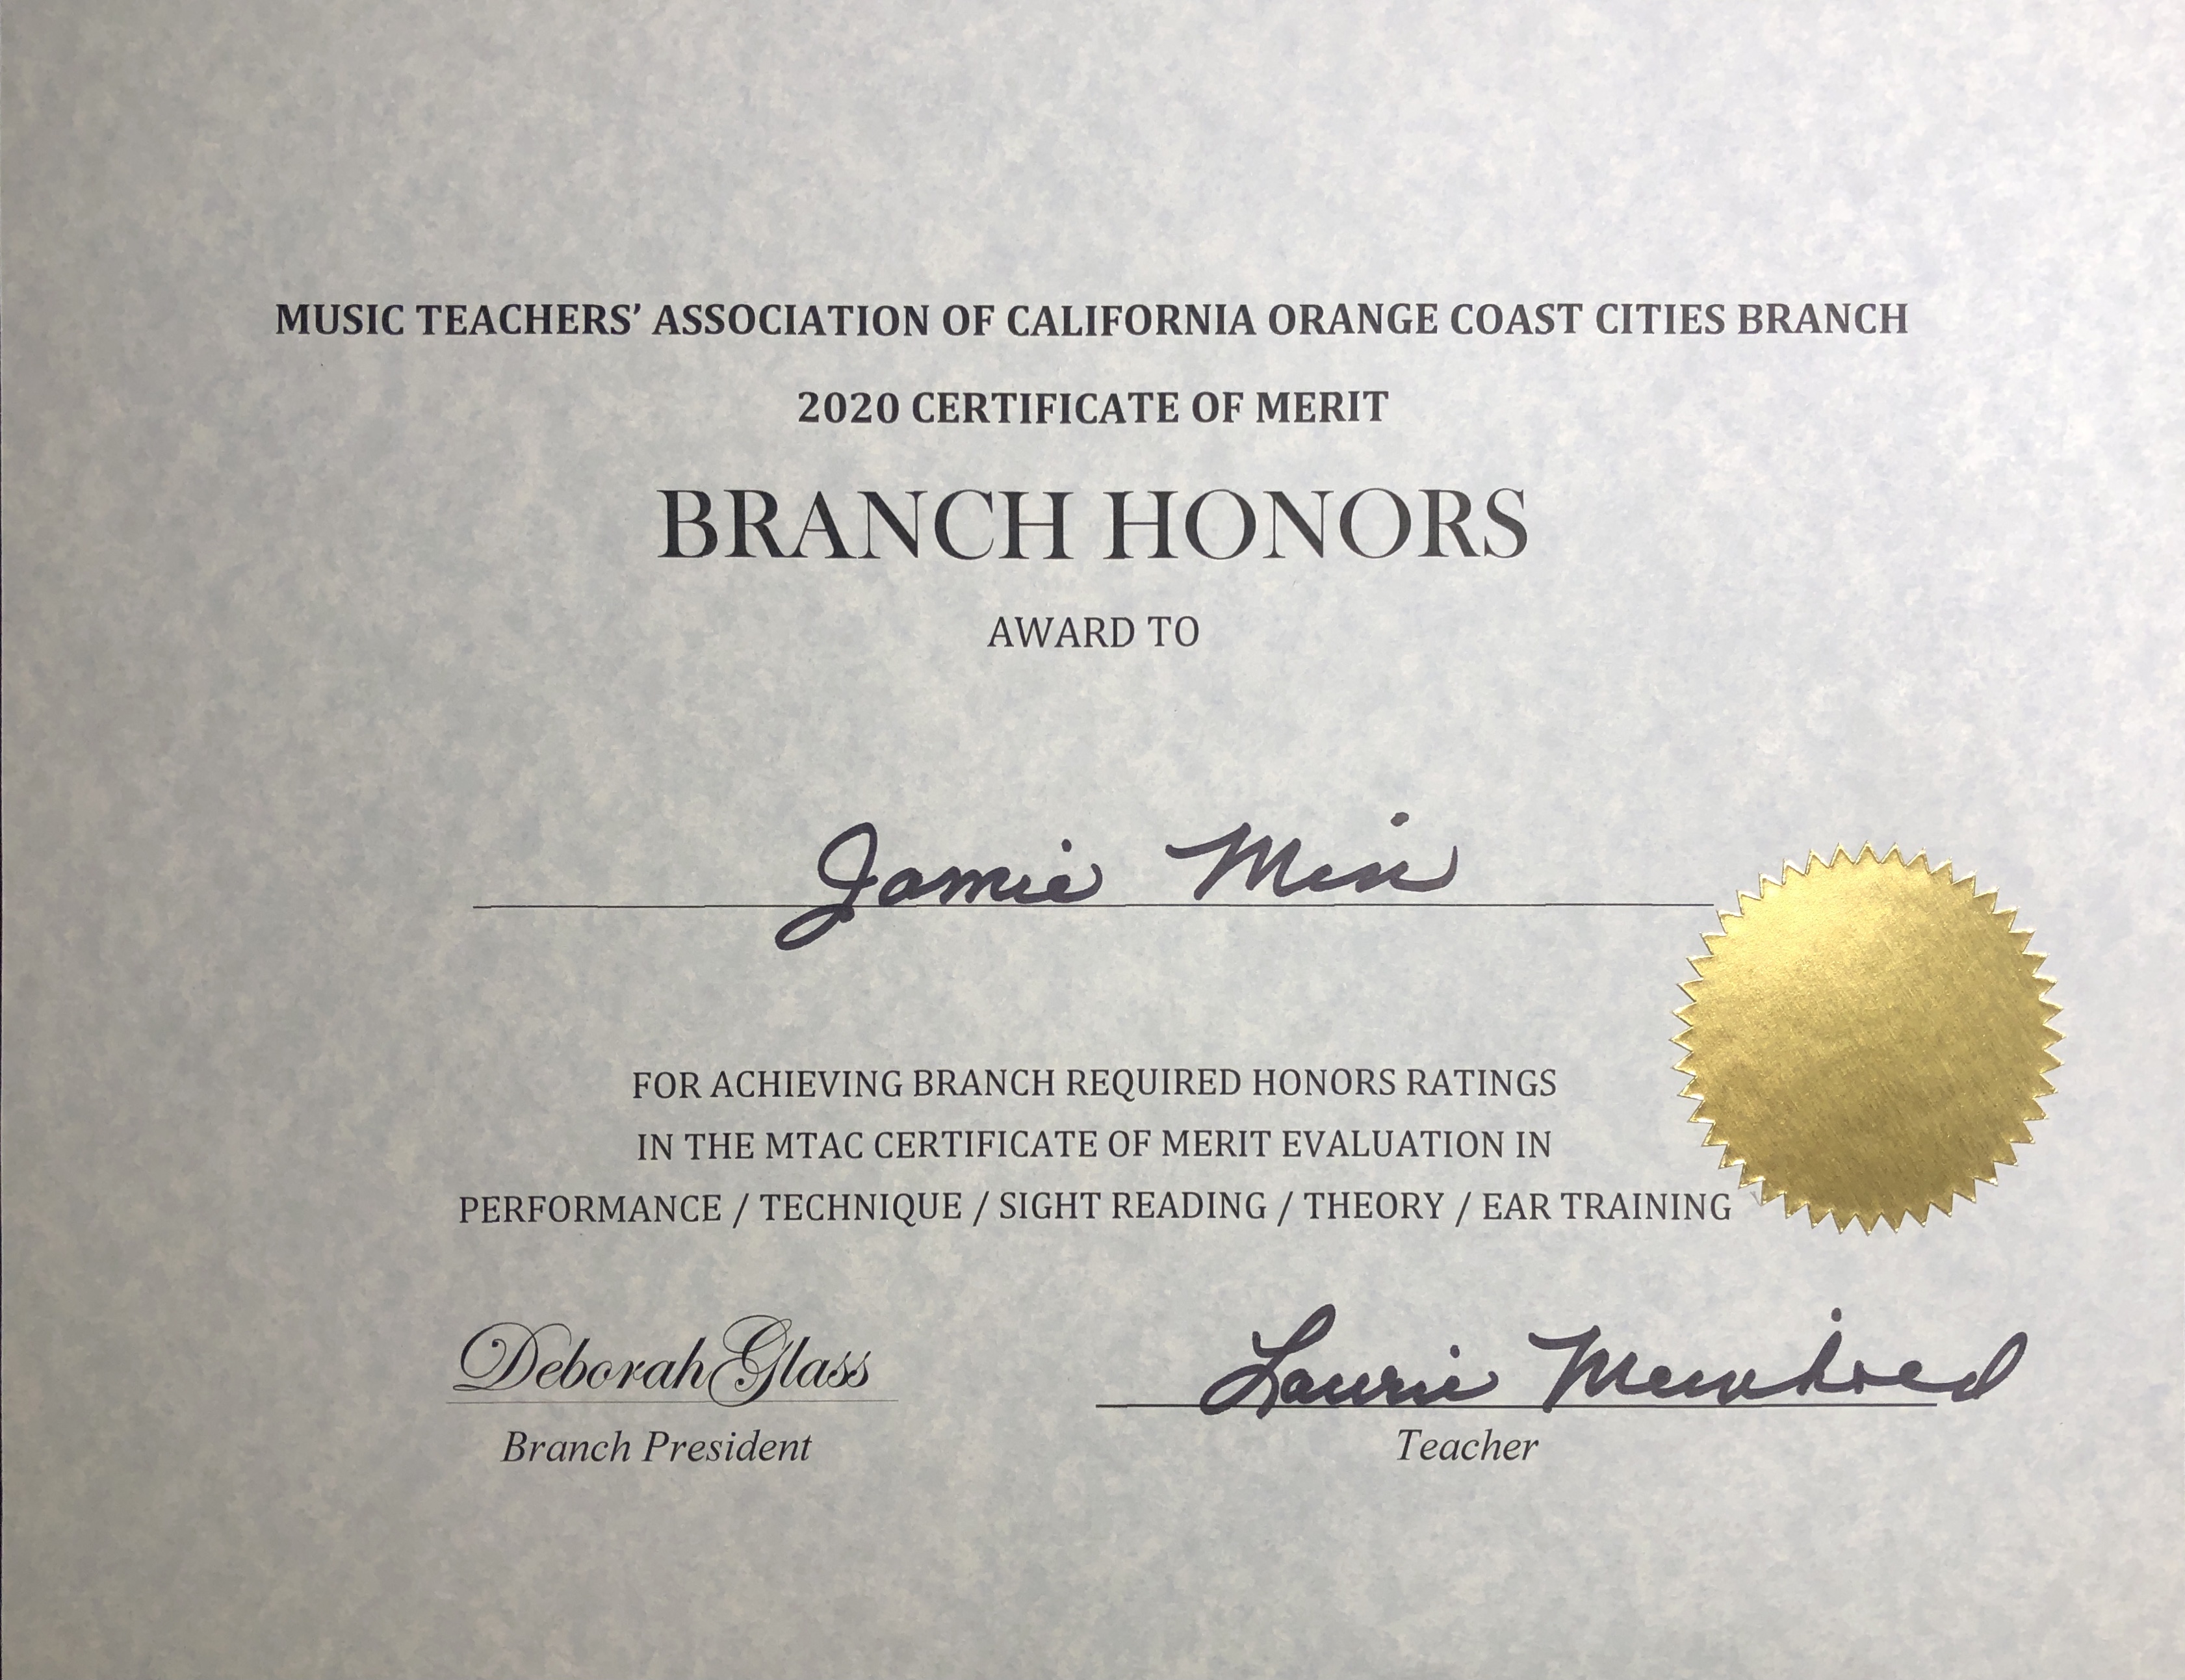 MUSIC TEACHERS’ ASSOCIATION OF CALIFORNIA ORANGE COAST CITIES BRANCH
2020 CERTIFICATE OF MERIT
BRANCH HONORS
AWARD TO
Jamie Min
FOR ACHIEVING BRANCH REQUIRED HONORS RATINGS
IN THE MTAC CERTIFICATE OF MERIT EVALUATION IN
PERFORMANCE / TECHNIQUE / SIGHT READING / THEORY / EAR TRAINING
Deborah Glass Laurie
Branch President Teacher